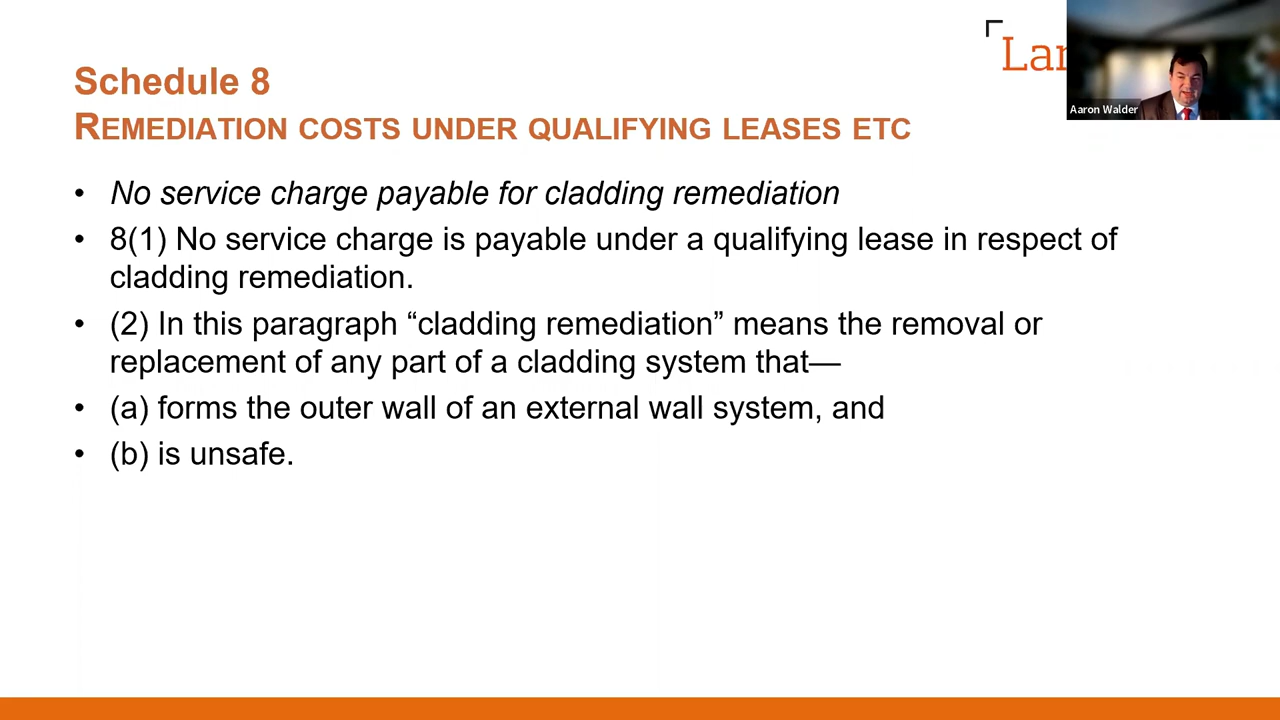 Schedule 8
REMEDIATION COSTS UNDER QUALIFYING LEASES ETC
Aaron Walder
• No service charge payable for cladding remediation
• 8(1) No service charge is payable under a qualifying lease in respect of
cladding remediation.
• (2) In this paragraph “cladding remediation” means the removal or
replacement of any part of a cladding system that—
• (a) forms the outer wall of an external wall system, and
• (b) is unsafe.